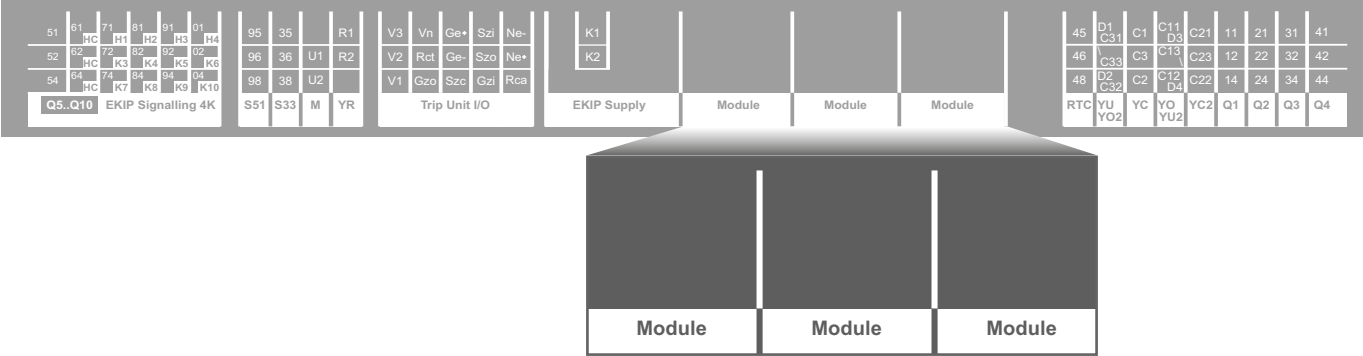 51 61 HC 71 H1 81 H2 91 H3 01 H4 95 35 R1 V3 Vn Ge• Szi Ne- K1 45 D1 C31 C1 C11 D3 C21 11 21 31 41
52 62 HC 72 K3 82 K4 92 K5 02 K6 96 36 U1 R2 V2 Rct Ge- Szo Ne• K2 46 \ C33 C3 C13 \ C23 12 22 32 42
54 64 HC 74 K7 84 K8 94 K9 04 K10 98 38 U2 V1 Gzo Szc Gzi Rca 48 D2 C32 C2 C12 D4 C22 14 24 34 44
Q5..Q10 EKIP Signalling 4K S51 S33 M YR Trip Unit I/O EKIP Supply Module Module Module RTC YU YC YO YC2 Q1 Q2 Q3 Q4
YO2 YU2
Module Module Module